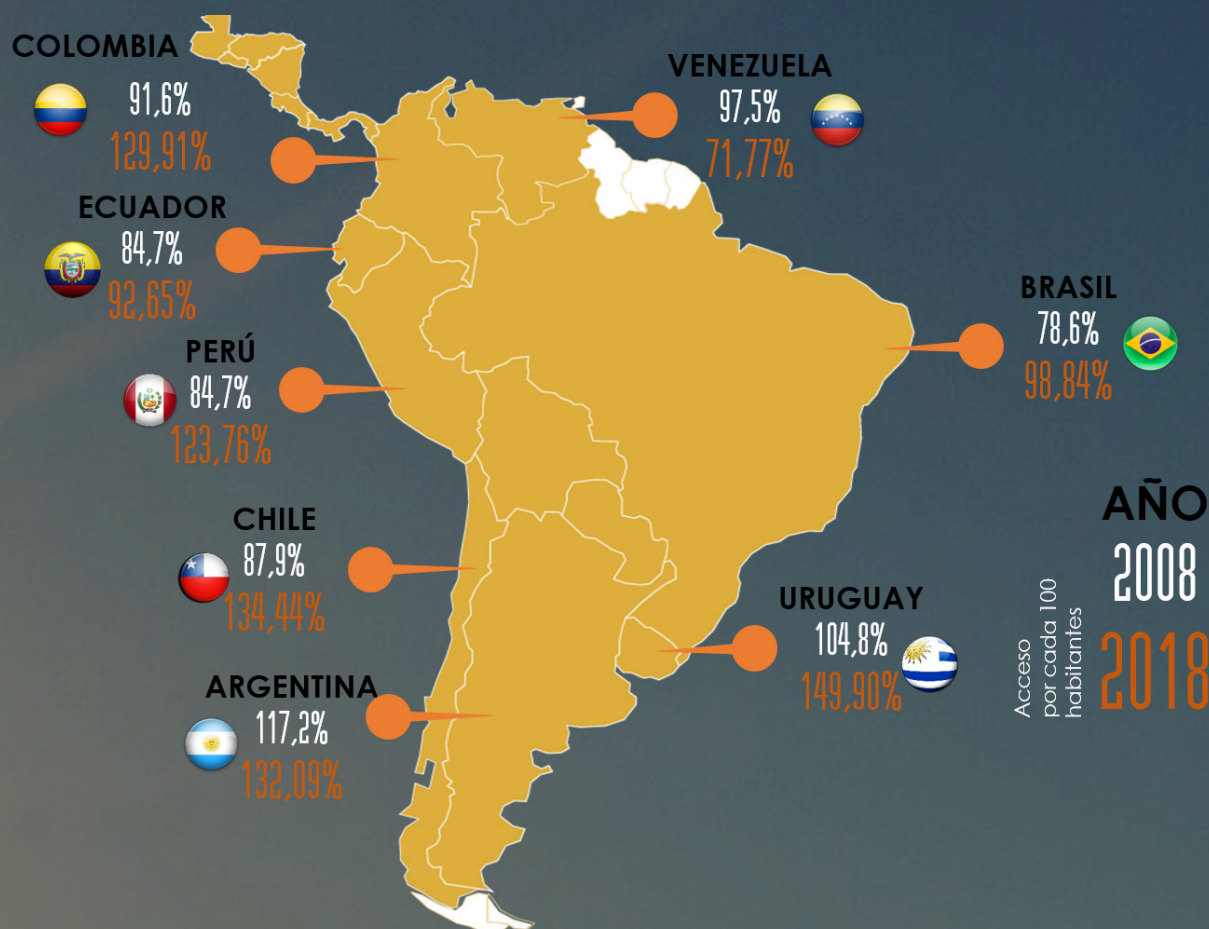 COLOMBIA
91,6%
129,91%
VENEZUELA
97,5%
71,77%
ECUADOR
84,7%
92,65%
BRASIL
78,6%
98,84%
PERÚ
84,7%
123,76%
CHILE
87,9%
134,44%
URUGUAY
104,8%
149,90%
ARGENTINA
117,2%
132,09%
AÑO
2008
2018
Acceso
por cada 100
habitantes